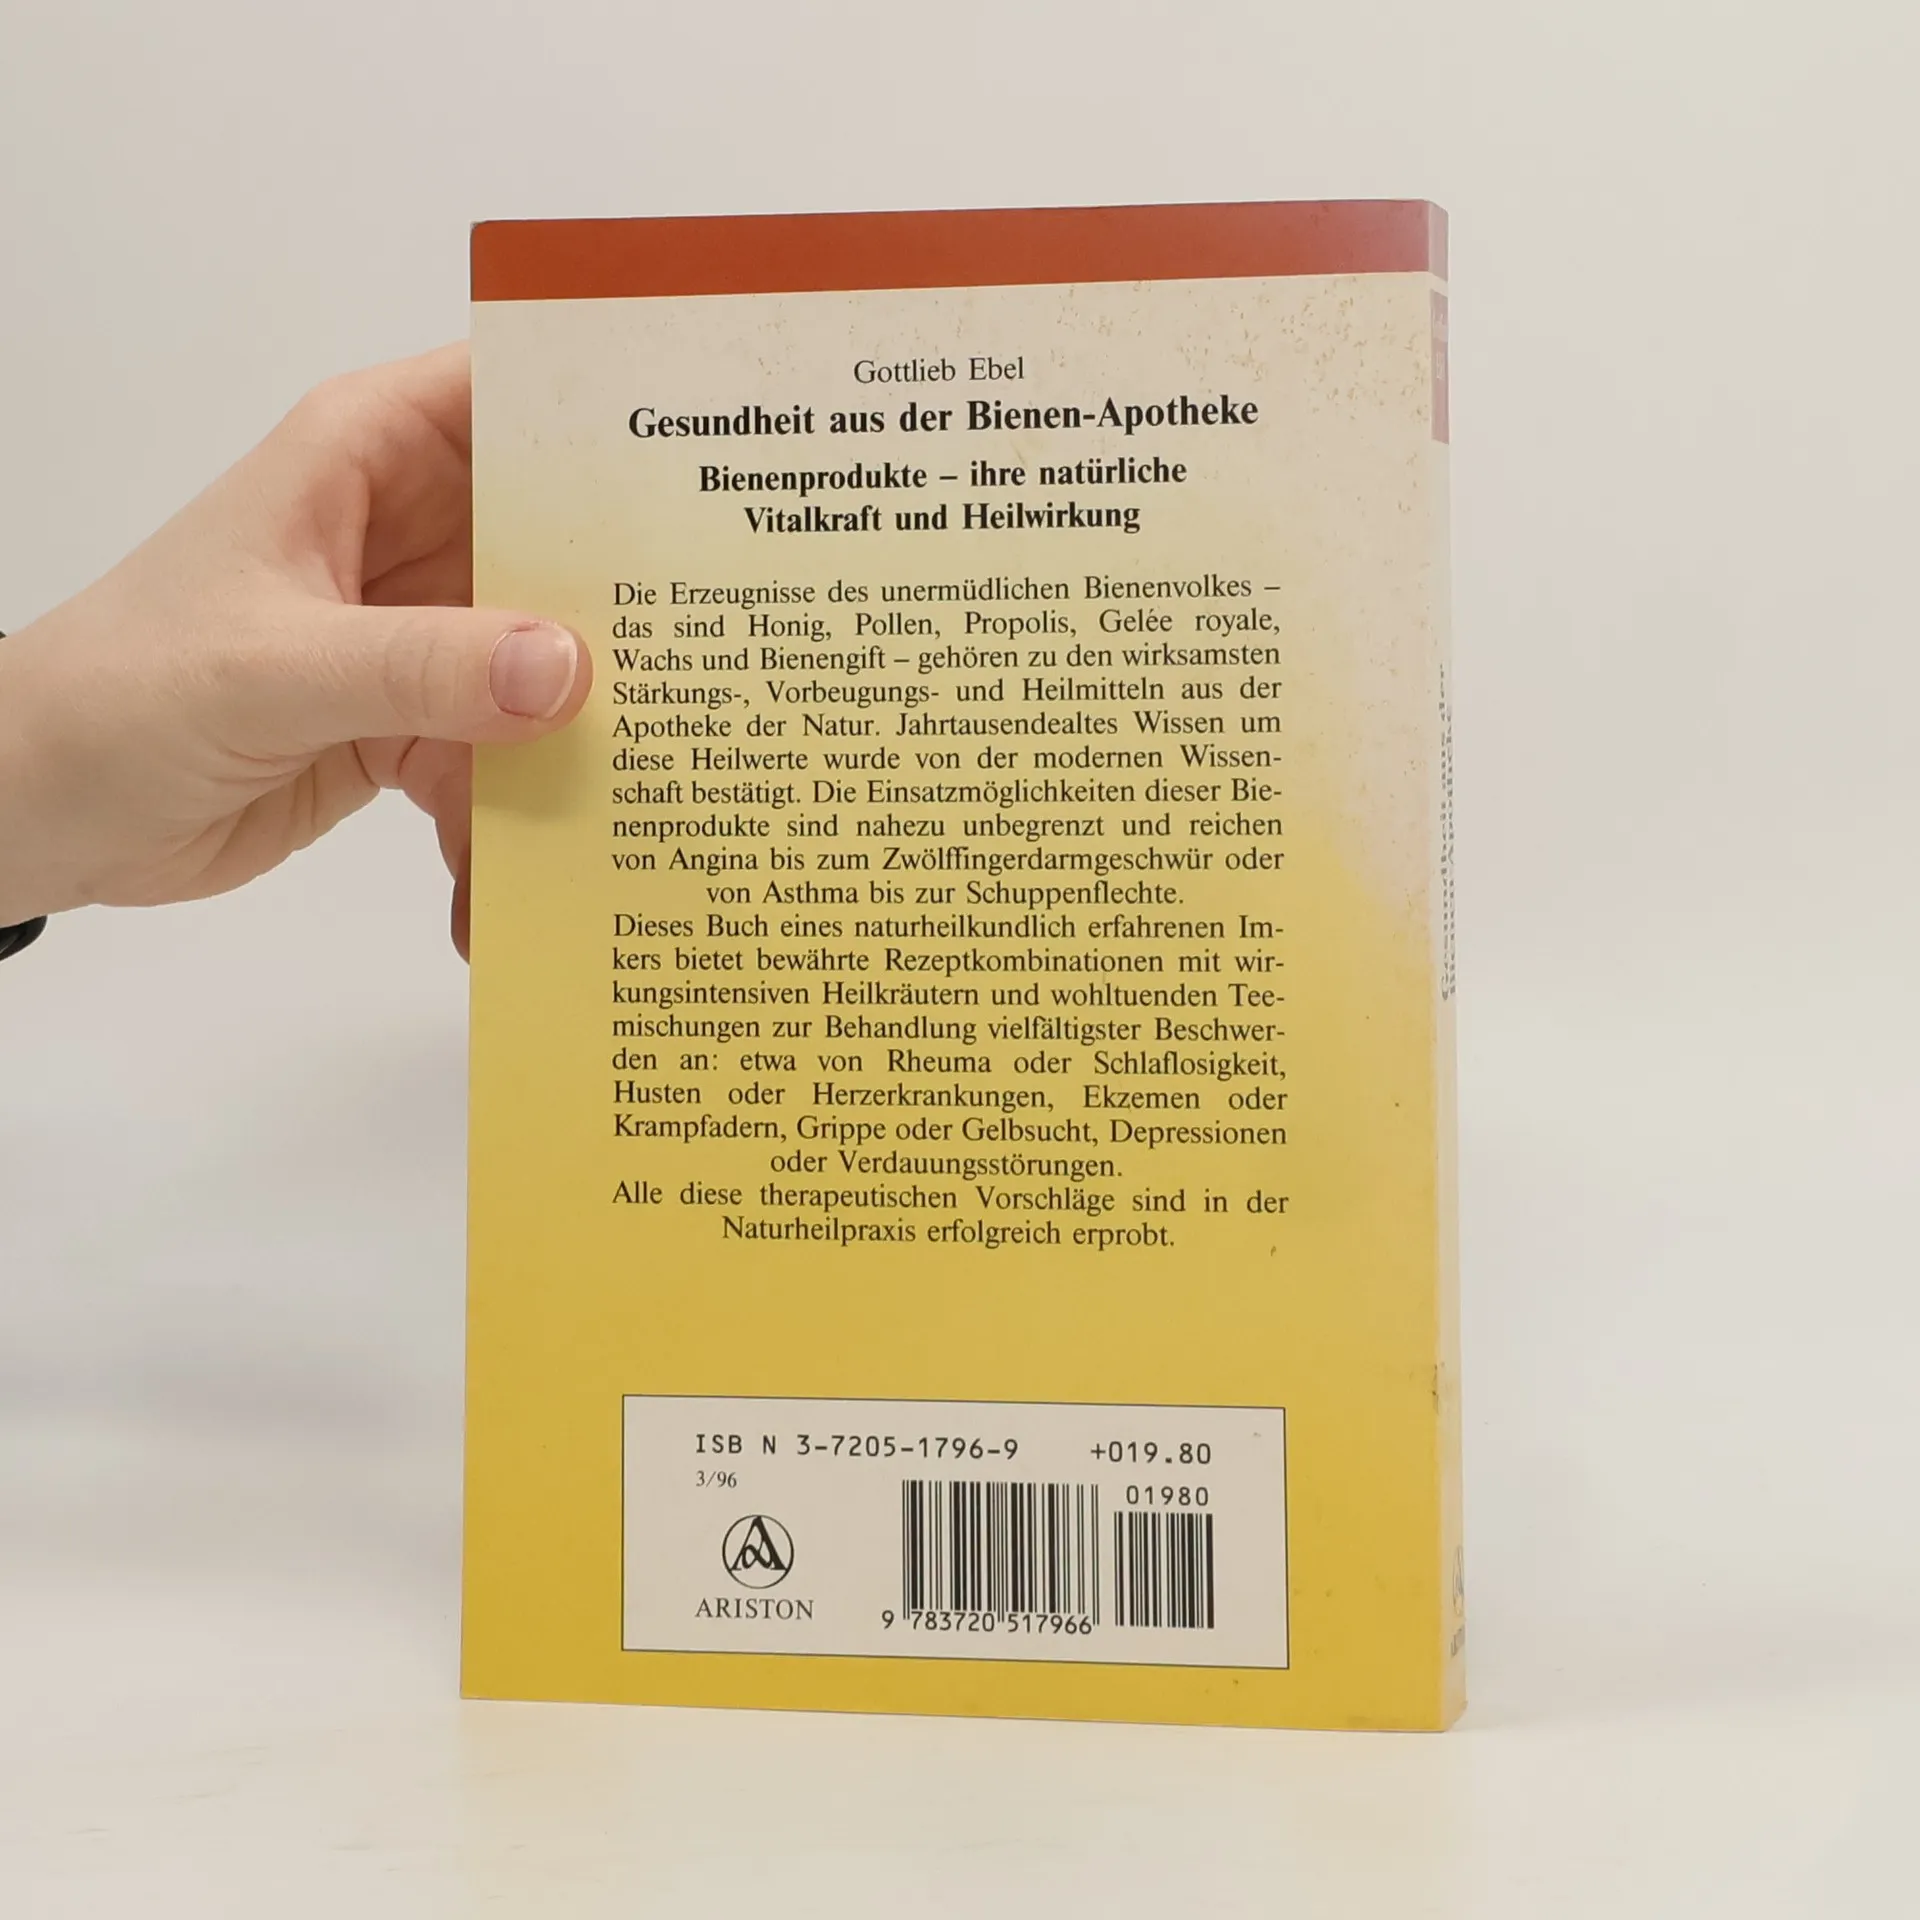 Gottlieb Ebel
Gesundheit aus der Bienen-Apotheke
Bienenprodukte – ihre natürliche
Vitalkraft und Heilwirkung
Die Erzeugnisse des unermüdlichen Bienenvolkes –
das sind Honig, Pollen, Propolis, Gelée royale,
Wachs und Bienengift – gehören zu den wirksamsten
Stärkungs-, Vorbeugungs- und Heilmitteln aus der
Apotheke der Natur. Jahrtausendealtes Wissen um
diese Heilwerte wurde von der modernen Wissen-
schaft bestätigt. Die Einsatzmöglichkeiten dieser Bie-
nenprodukte sind nahezu unbegrenzt und reichen
von Angina bis zum Zwölffingerdarmgeschwür oder
von Asthma bis zur Schuppenflechte.
Dieses Buch eines naturheilkundlich erfahrenen Im-
kers bietet bewährte Rezeptkombinationen mit wir-
kungsintensiven Heilkräutern und wohltuenden Tee-
mischungen zur Behandlung vielfältigster Beschwer-
den an: etwa von Rheuma oder Schlaflosigkeit,
Husten oder Herzerkrankungen, Ekzemen oder
Krampfadern, Grippe oder Gelbsucht, Depressionen
oder Verdauungsstörungen.
Alle diese therapeutischen Vorschläge sind in der
Naturheilpraxis erfolgreich erprobt.
ISB N 3-7205-1796-9 +019.80
3/96
01980
ARISTON
9 783720 517966
Gesundheit aus der
Bienen-Apotheke